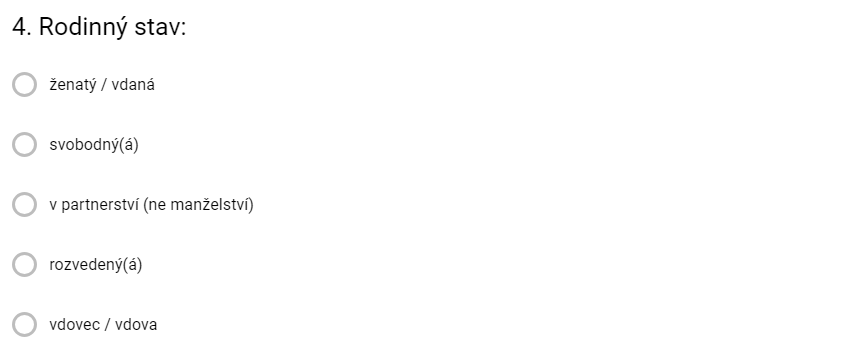 4. Rodinný stav:
ženatý / vdaná
svobodný(á)
v partnerství (ne manželství)
rozvedený(á)
vdovec / vdova